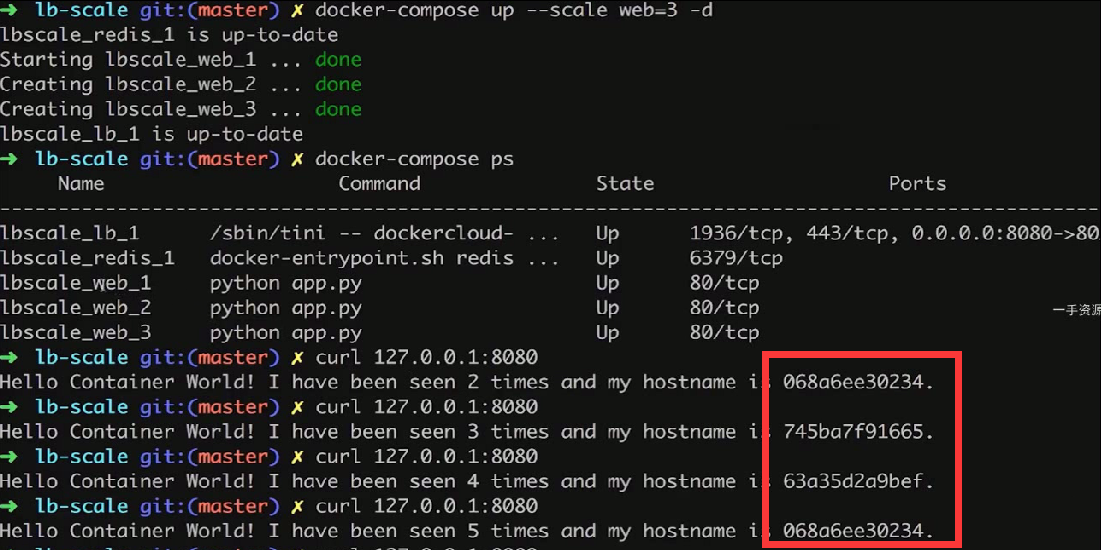 ➜ lb-scale git:(master) ✗ docker-compose up --scale web=3 -d
lbscale_redis_1 is up-to-date
Starting lbscale_web_1 ... done
Creating lbscale_web_2 ... done
Creating lbscale_web_3 ... done
lbscale_lb_1 is up-to-date
➜ lb-scale git:(master) ✗ docker-compose ps
Name Command State Ports
--------------------------------------------------------------------------------------------
lbscale_lb_1 /sbin/tini -- dockercloud- ... Up 1936/tcp, 443/tcp, 0.0.0.0:8080->80
lbscale_redis_1 docker-entrypoint.sh redis ... Up 6379/tcp
lbscale_web_1 python app.py Up 80/tcp
lbscale_web_2 python app.py Up 80/tcp
一手资源
lbscale_web_3 python app.py Up 80/tcp
➜ lb-scale git:(master) ✗ curl 127.0.0.1:8080
Hello Container World! I have been seen 2 times and my hostname is 068a6ee30234.
➜ lb-scale git:(master) ✗ curl 127.0.0.1:8080
Hello Container World! I have been seen 3 times and my hostname is 745ba7f91665.
➜ lb-scale git:(master) ✗ curl 127.0.0.1:8080
Hello Container World! I have been seen 4 times and my hostname is 63a35d2a9bef.
➜ lb-scale git:(master) ✗ curl 127.0.0.1:8080
Hello Container World! I have been seen 5 times and my hostname is 068a6ee30234.